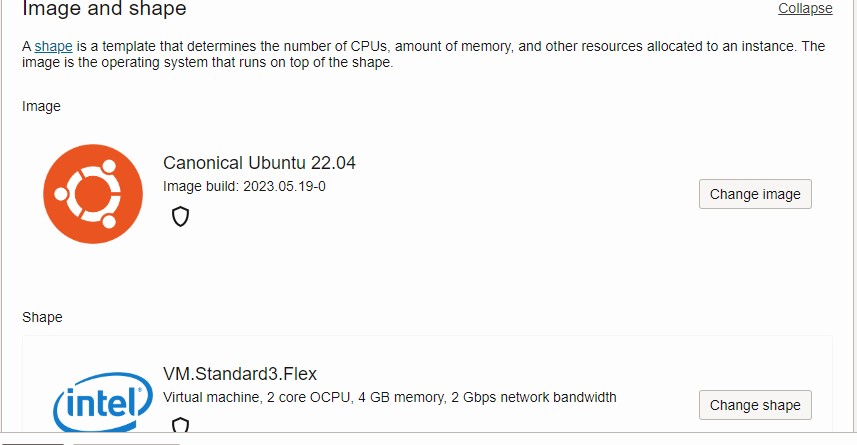 Image and shape
Collapse
A shape is a template that determines the number of CPUs, amount of memory, and other resources allocated to an instance. The
image is the operating system that runs on top of the shape.
Image
Canonical Ubuntu 22.04
Image build: 2023.05.19-0
Change image
Shape
intel
VM.Standard3.Flex
Virtual machine, 2 core OCPU, 4 GB memory, 2 Gbps network bandwidth
Change shape